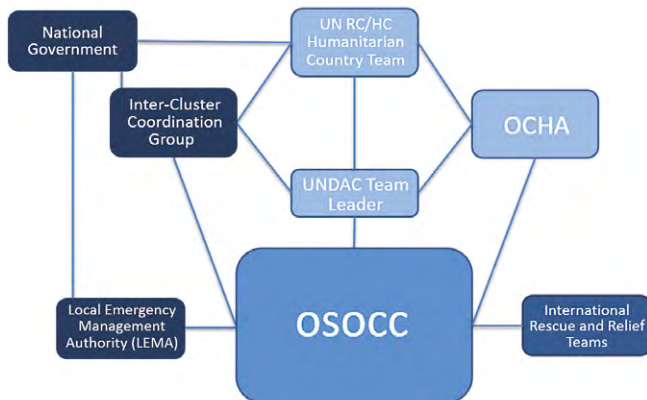 National
Government
UN RC/HC
Humanitarian
Country Team
Inter-Cluster
Coordination
Group
OCHA
UNDAC Team
Leader
OSOCC
Local Emergency
Management
Authority (LEMA)
International
Rescue and Relief
Teams